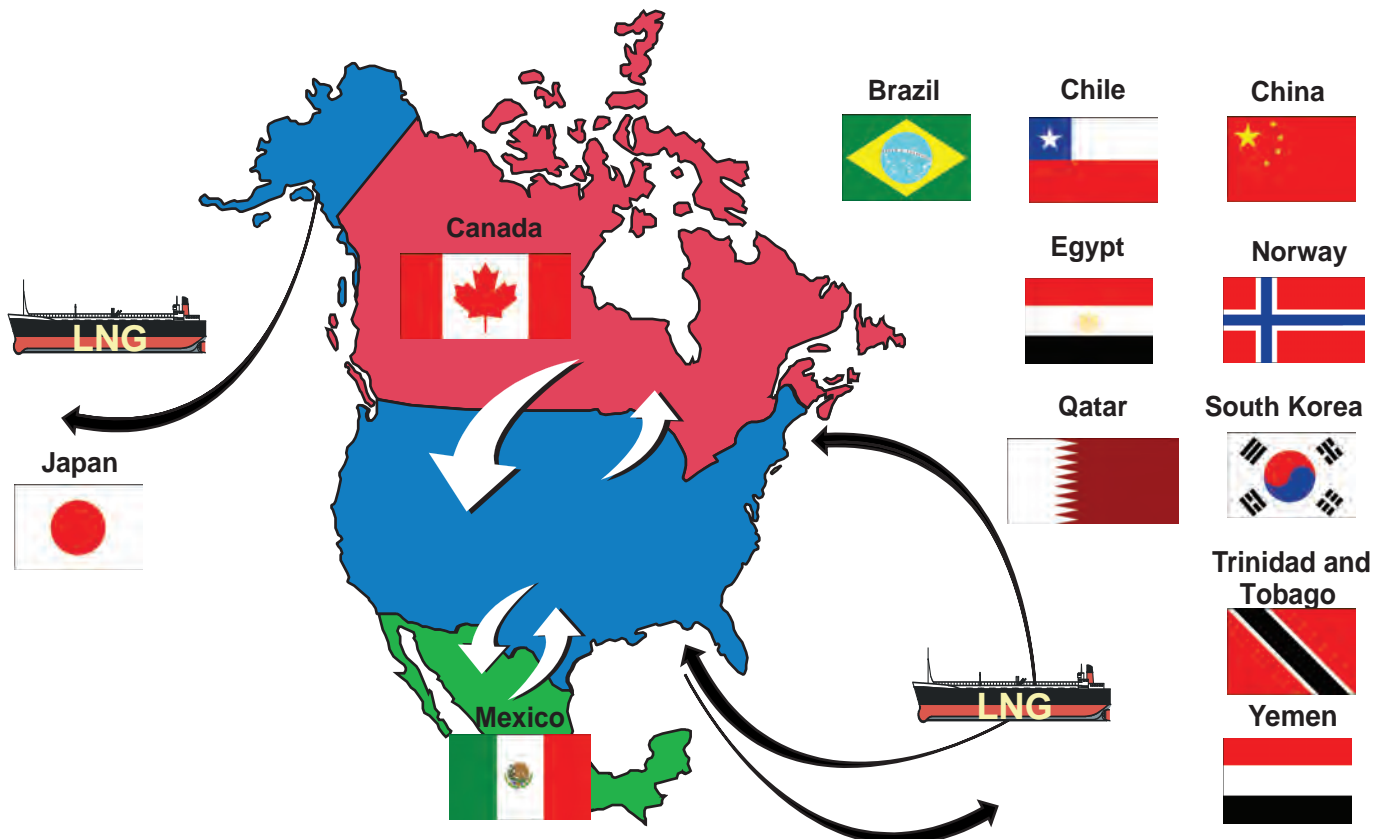 Brazil
Chile
China
Canada
Egypt
Norway
LNG
Qatar
South Korea
Japan
Trinidad and
Tobago
LNG
Mexico
Yemen